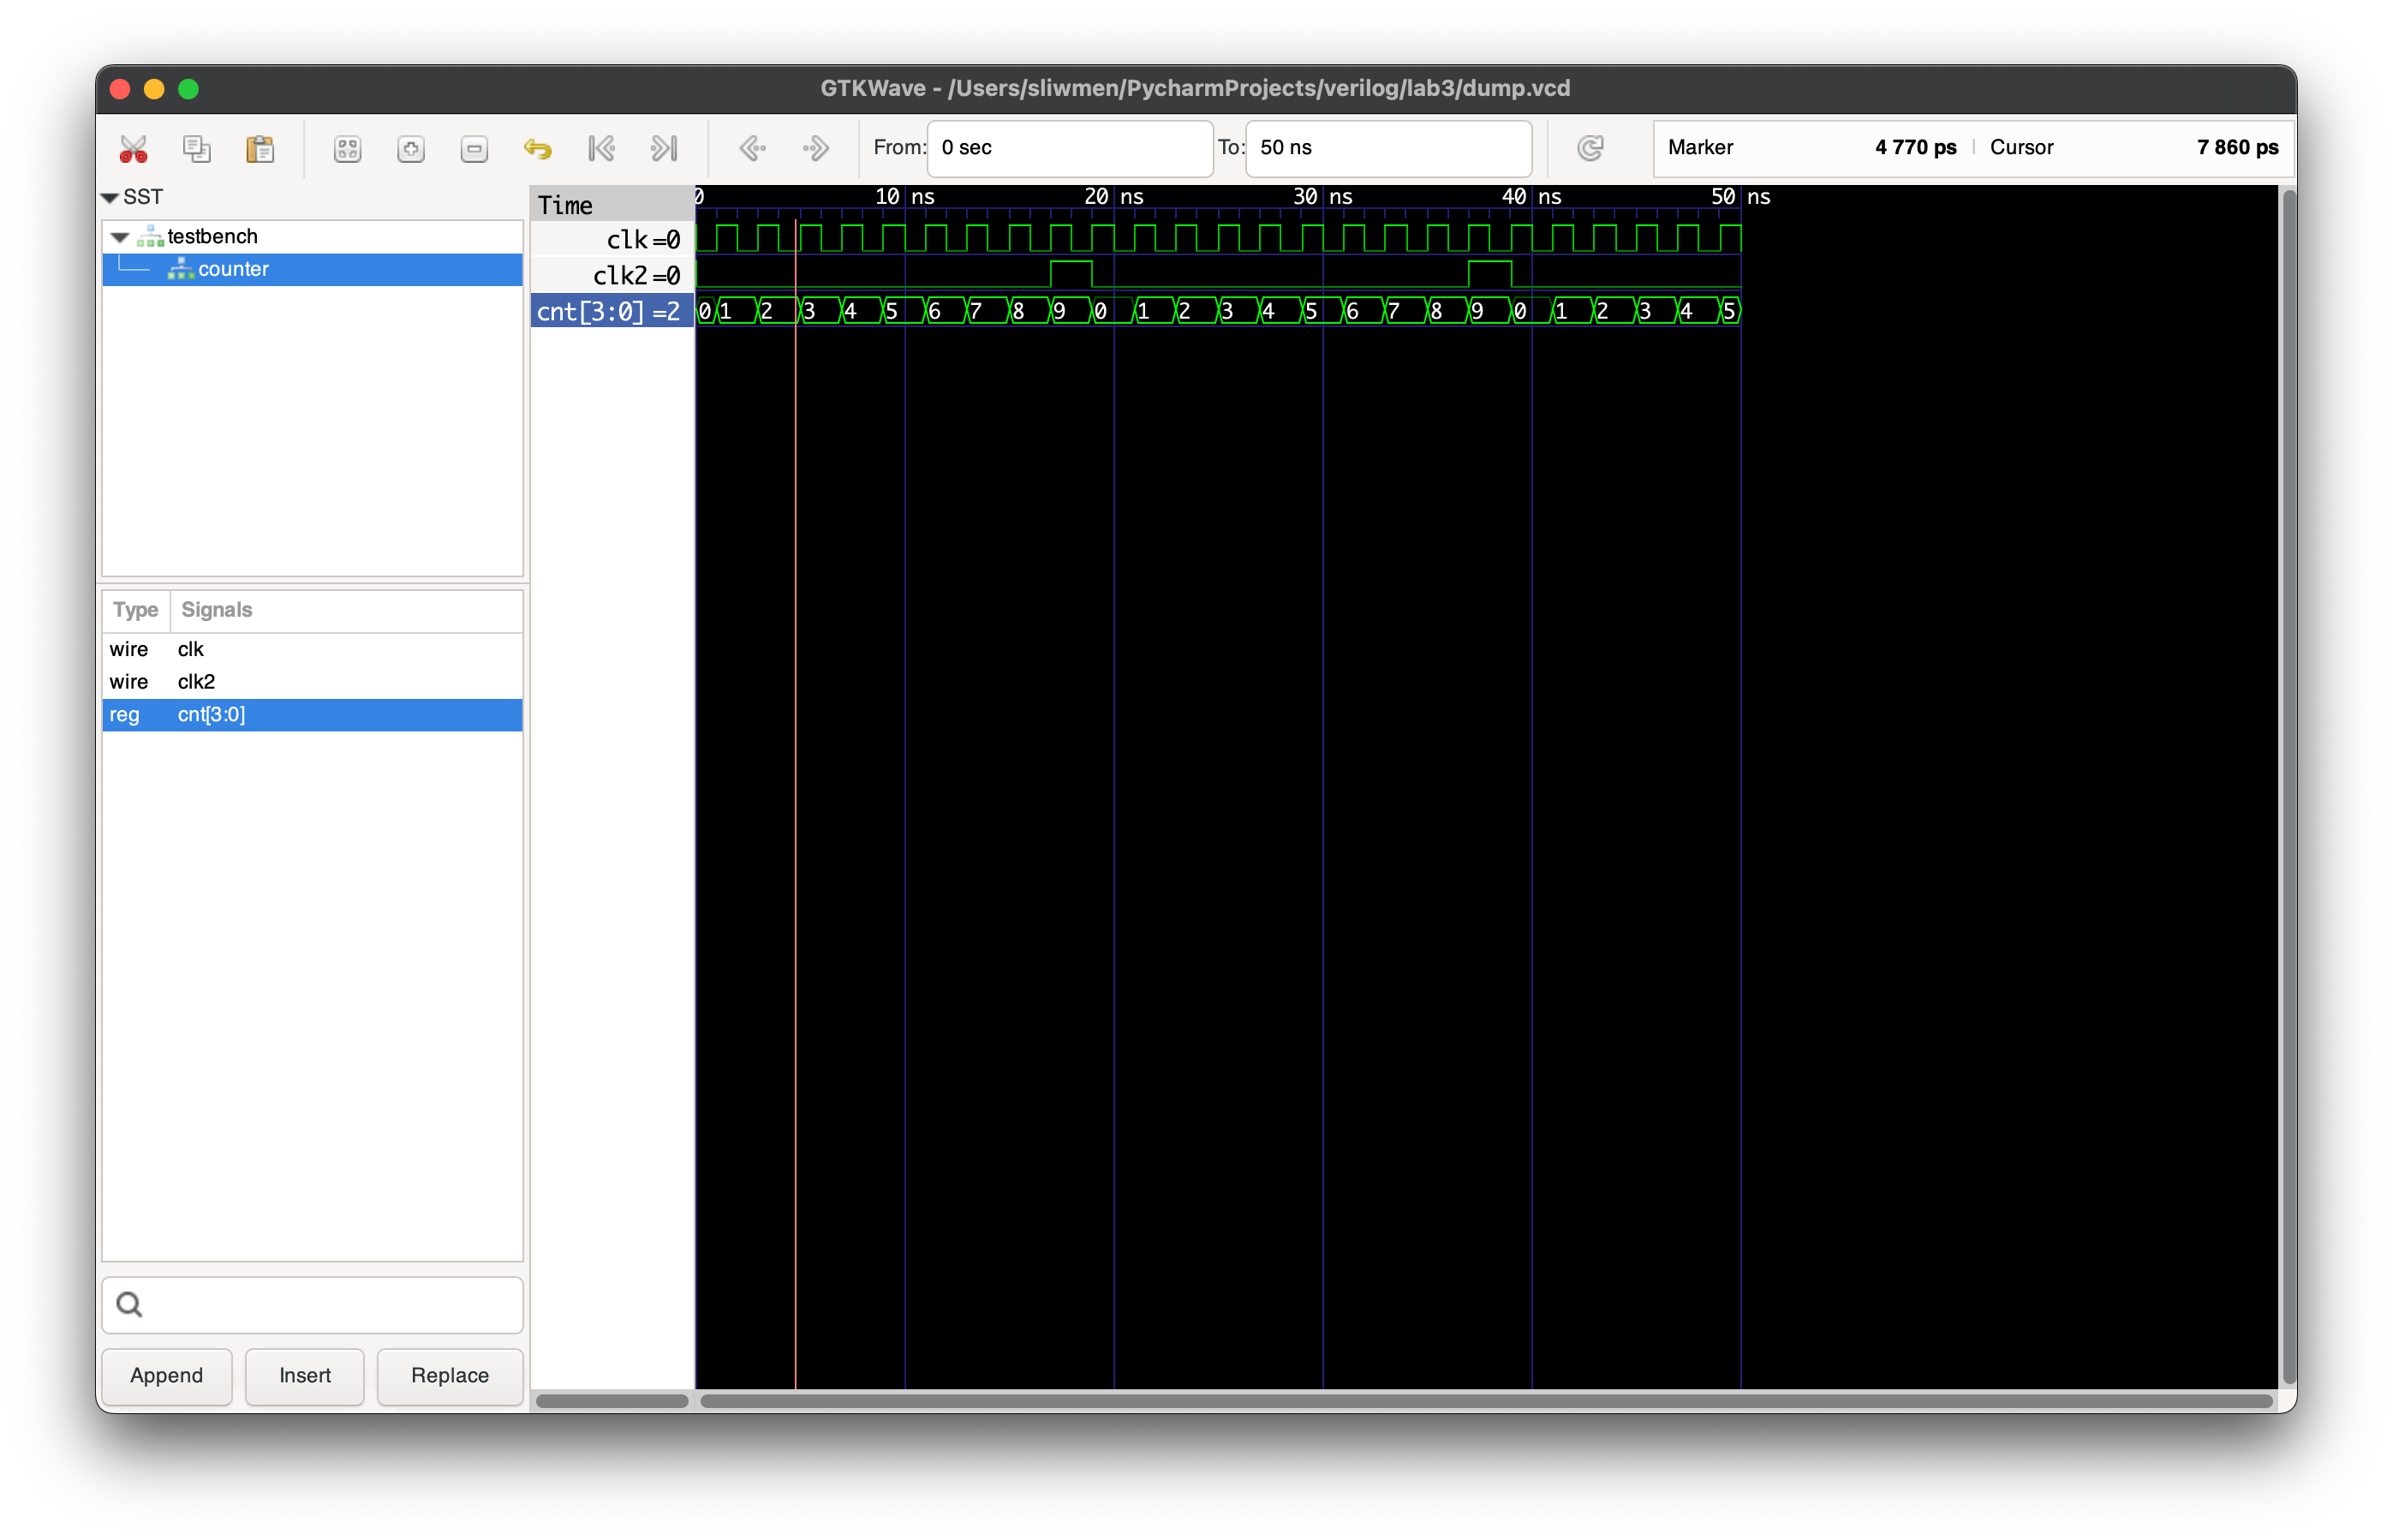 GTKWave - /Users/sliwmen/PycharmProjects/verilog/lab3/dump.vcd
From: 0 sec To: 50 ns Marker 4 770 ps | Cursor 7 860 ps
SST
testbench
counter
Type Signals
wire clk
wire clk2
reg cnt[3:0]
Append Insert Replace
Time
clk=0
clk2=0
cnt[3:0]=2
0 10 ns 20 ns 30 ns 40 ns 50 ns
0 1 2 3 4 5 6 7 8 9 0 1 2 3 4 5 6 7 8 9 0 1 2 3 4 5